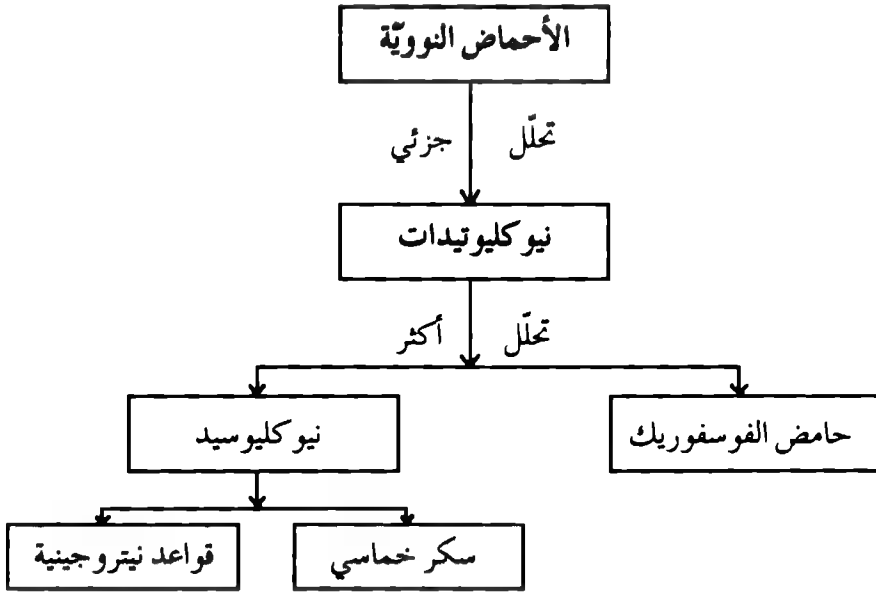 الأحماض النوويّة
تحلّل جزئي
نيوكليوتيدات
تحلّل أكثر
حامض الفوسفوريك
نيوكليوسيد
سكر خماسي
قواعد نيتروجينية